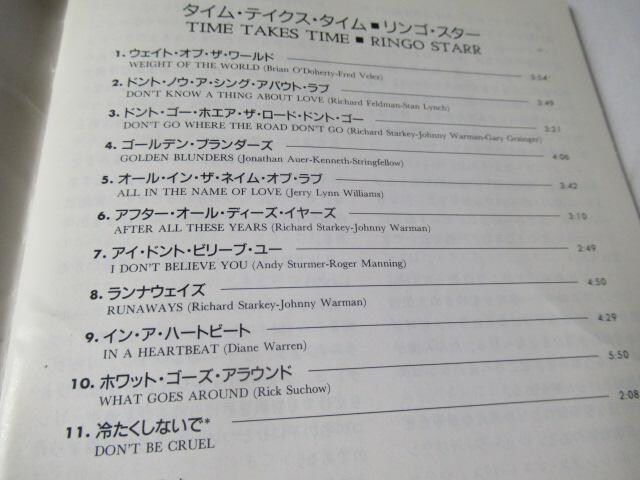 タイム・テイクス・タイム■リンゴ・スター
TIME TAKES TIME ■ RINGO STARR
1. ウェイト・オブ・ザ・ワールド 3:54
WEIGHT OF THE WORLD (Brian O'Doherty-Fred Velez)
2. ドント・ノウ・ア・シング・アバウト・ラブ 3:49
DON'T KNOW A THING ABOUT LOVE (Richard Feldman-Stan Lynch)
3. ドント・ゴー・ホエア・ザ・ロード・ドント・ゴー 3:21
DON'T GO WHERE THE ROAD DON'T GO (Richard Starkey-Johnny Warman-Gary Grainger)
4. ゴールデン・ブランダーズ 4:06
GOLDEN BLUNDERS (Jonathan Auer-Kenneth-Stringfellow)
5. オール・イン・ザ・ネイム・オブ・ラブ 3:42
ALL IN THE NAME OF LOVE (Jerry Lynn Williams)
6. アフター・オール・ディーズ・イヤーズ 3:10
AFTER ALL THESE YEARS (Richard Starkey-Johnny Warman)
7. アイ・ドント・ビリーブ・ユー 2:49
I DON'T BELIEVE YOU (Andy Sturmer-Roger Manning)
8. ランナウェイズ 4:50
RUNAWAYS (Richard Starkey-Johnny Warman)
9. イン・ア・ハートビート 4:29
IN A HEARTBEAT (Diane Warren)
10. ホワット・ゴーズ・アラウンド 5:50
WHAT GOES AROUND (Rick Suchow)
11. 冷たくしないで* 2:08
DON'T BE CRUEL